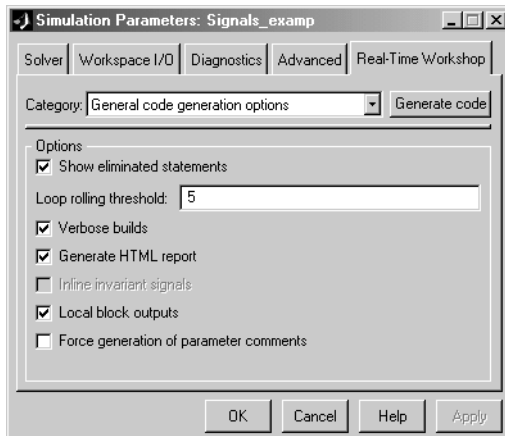 Simulation Parameters: Signals_examp
Solver Workspace I/O Diagnostics Advanced Real-Time Workshop
Category: General code generation options Generate code
Options
Show eliminated statements
Loop rolling threshold: 5
Verbose builds
Generate HTML report
Inline invariant signals
Local block outputs
Force generation of parameter comments
OK Cancel Help Apply